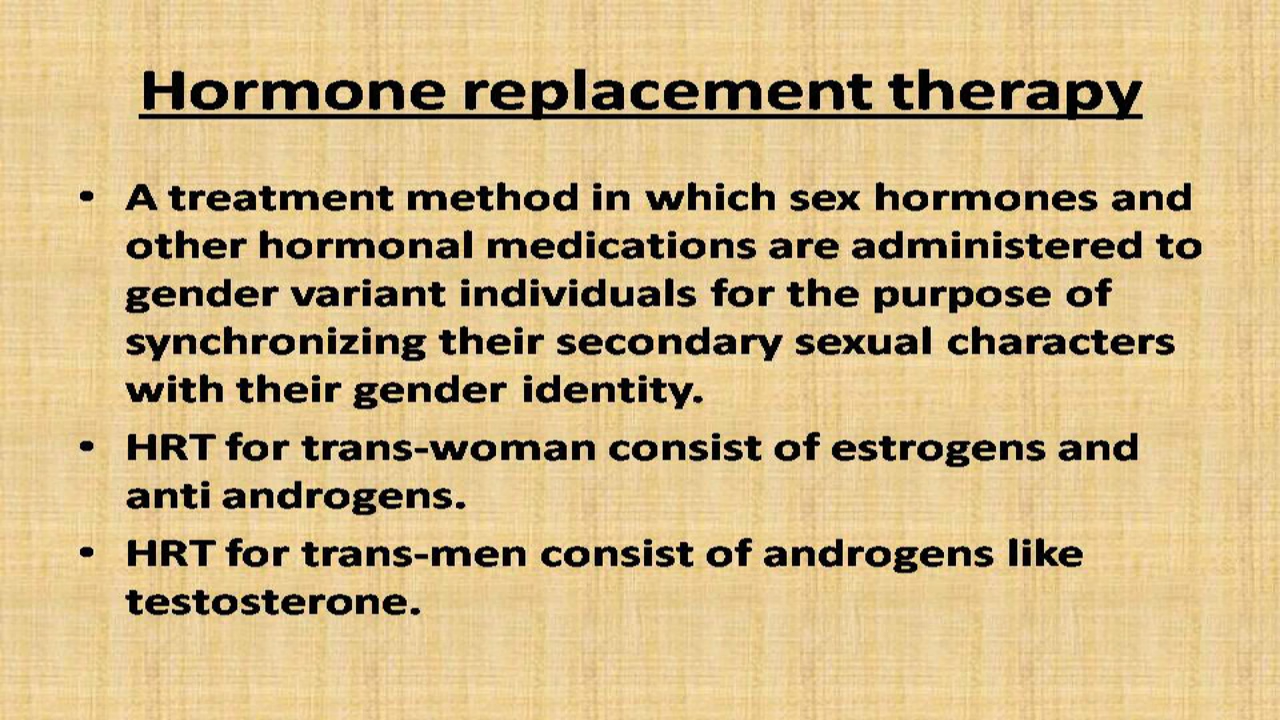 Hormone replacement therapy
• A treatment method in which sex hormones and
other hormonal medications are administered to
gender variant individuals for the purpose of
synchronizing their secondary sexual characters
with their gender identity.
• HRT for trans-woman consist of estrogens and
anti androgens.
• HRT for trans-men consist of androgens like
testosterone.